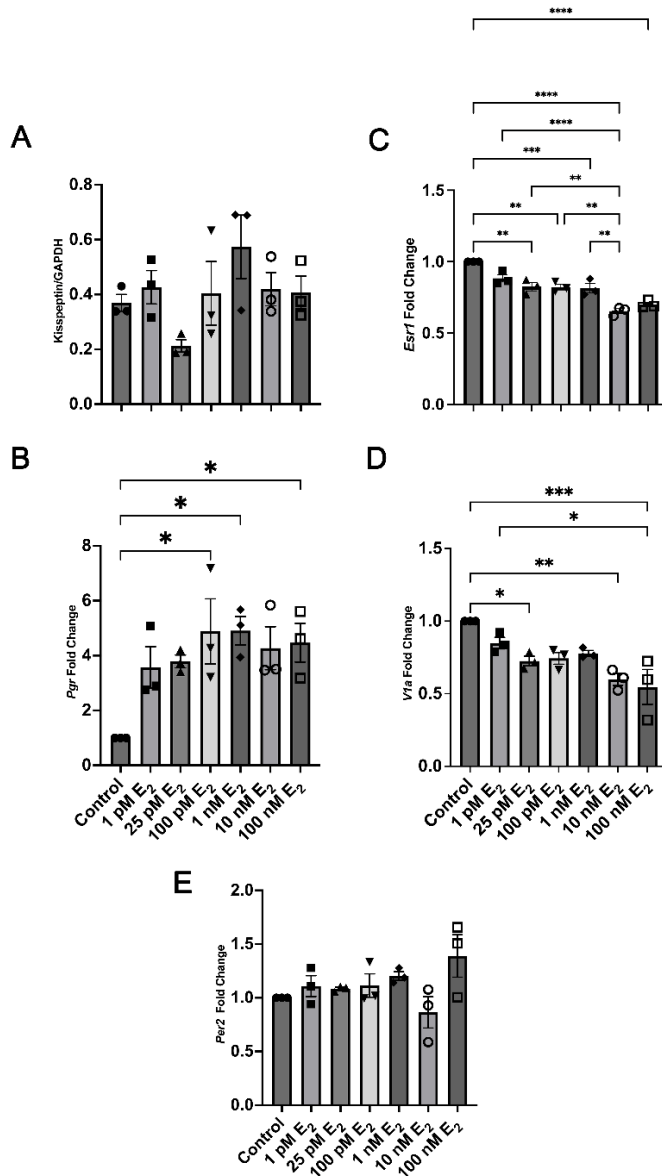 A
Kisspeptin/GAPDH
0.8
0.6
0.4
0.2
0.0
C
****
****
****
***
**
** **
** **
Esr1 Fold Change
1.5
1.0
0.5
0.0
B
*
*
*
Pgr Fold Change
8
6
4
2
0
Control
1 pM E2
25 pM E2
100 pM E2
1 nM E2
10 nM E2
100 nM E2
D
***
*
**
*
V1a Fold Change
1.5
1.0
0.5
0.0
Control
1 pM E2
25 pM E2
100 pM E2
1 nM E2
10 nM E2
100 nM E2
E
Per2 Fold Change
2.0
1.5
1.0
0.5
0.0
Control
1 pM E2
25 pM E2
100 pM E2
1 nM E2
10 nM E2
100 nM E2